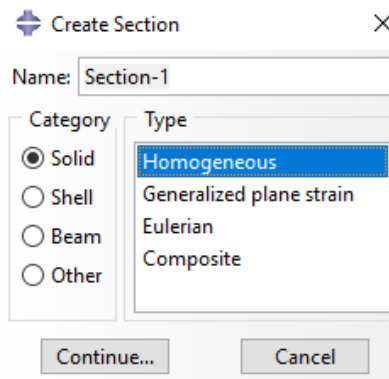 Create Section
Name: Section-1
Category
Solid
Shell
Beam
Other
Type
Homogeneous
Generalized plane strain
Eulerian
Composite
Continue...
Cancel